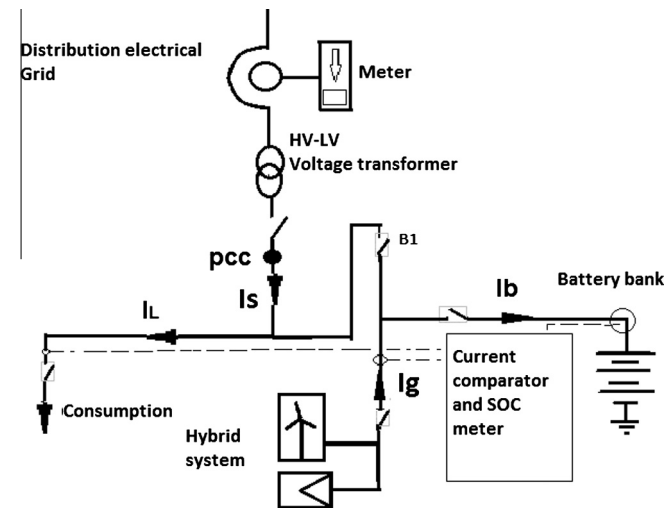 Distribution electrical
Grid
Meter
HV-LV
Voltage transformer
B1
pcc
Battery bank
Is
Ib
IL
Ig
Current
comparator
and SOC
meter
Consumption
Hybrid
system